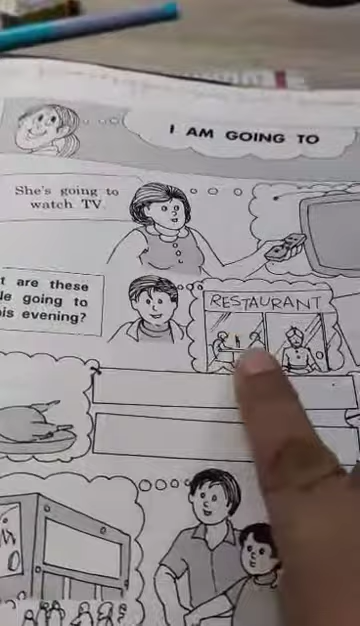 I AM GOING TO
She's going to
watch TV.
t are these
le going to
is evening?
RESTAURANT